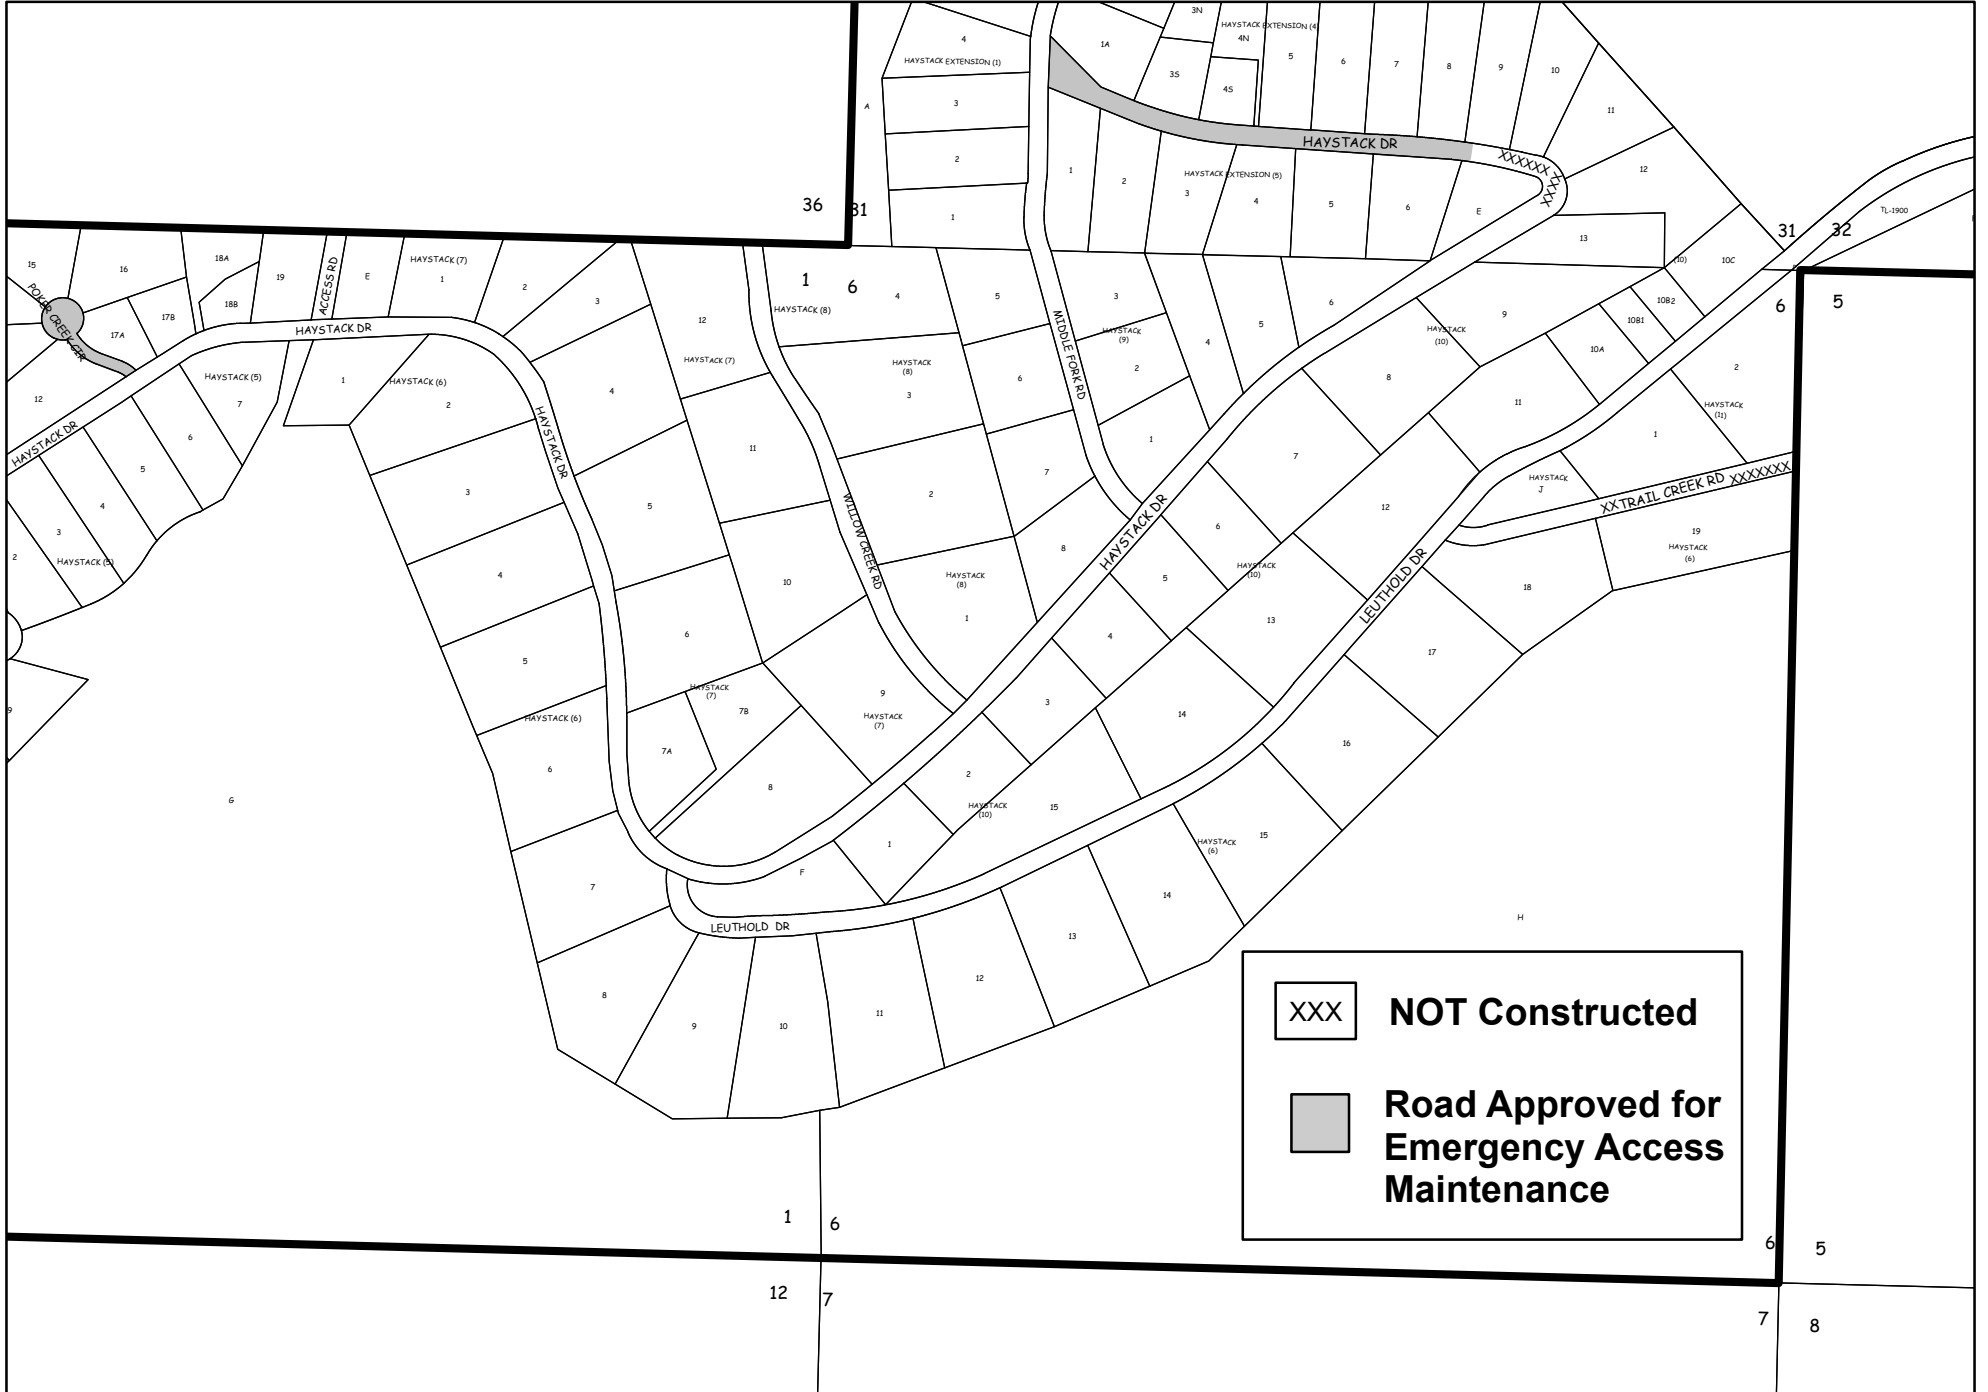 3N
HAYSTACK EXTENSION (4)
4N
4
1A
HAYSTACK EXTENSION (1)
5
6
7
8
9
10
3S
4S
A
3
11
HAYSTACK DR
XXXXXX
XXXXX
2
12
1
2
HAYSTACK EXTENSION (5)
3
4
5
6
E
36
31
1
TL-1900
31
32
13
(10)
10C
15
16
18A
19
ACCESS RD
E
HAYSTACK (7)
1
2
3
1
6
4
5
3
6
6
5
POKER CREEK CIR
17A
17B
18B
HAYSTACK DR
12
HAYSTACK (8)
MIDDLE FORK RD
HAYSTACK
(9)
5
HAYSTACK
(10)
9
10B2
10B1
10A
4
2
HAYSTACK (7)
HAYSTACK
(8)
3
6
8
2
12
HAYSTACK (5)
7
1
HAYSTACK (6)
2
4
11
HAYSTACK
(11)
HAYSTACK DR
6
5
4
3
2
HAYSTACK (5)
HAYSTACK DR
11
1
7
1
7
HAYSTACK
J
XX TRAIL CREEK RD XXXXXXX
3
5
2
WILLOW CREEK RD
HAYSTACK DR
6
12
19
HAYSTACK
(6)
8
4
10
HAYSTACK
(8)
1
5
HAYSTACK
(10)
LEUTHOLD DR
18
6
4
13
17
5
9
HAYSTACK
(7)
7B
9
HAYSTACK
(7)
3
14
HAYSTACK (6)
6
7A
8
2
HAYSTACK
(10)
15
16
G
1
HAYSTACK
(6)
15
7
F
14
LEUTHOLD DR
13
H
8
9
10
11
12
XXX
NOT Constructed
Road Approved for
Emergency Access
Maintenance
1
6
6
5
12
7
7
8